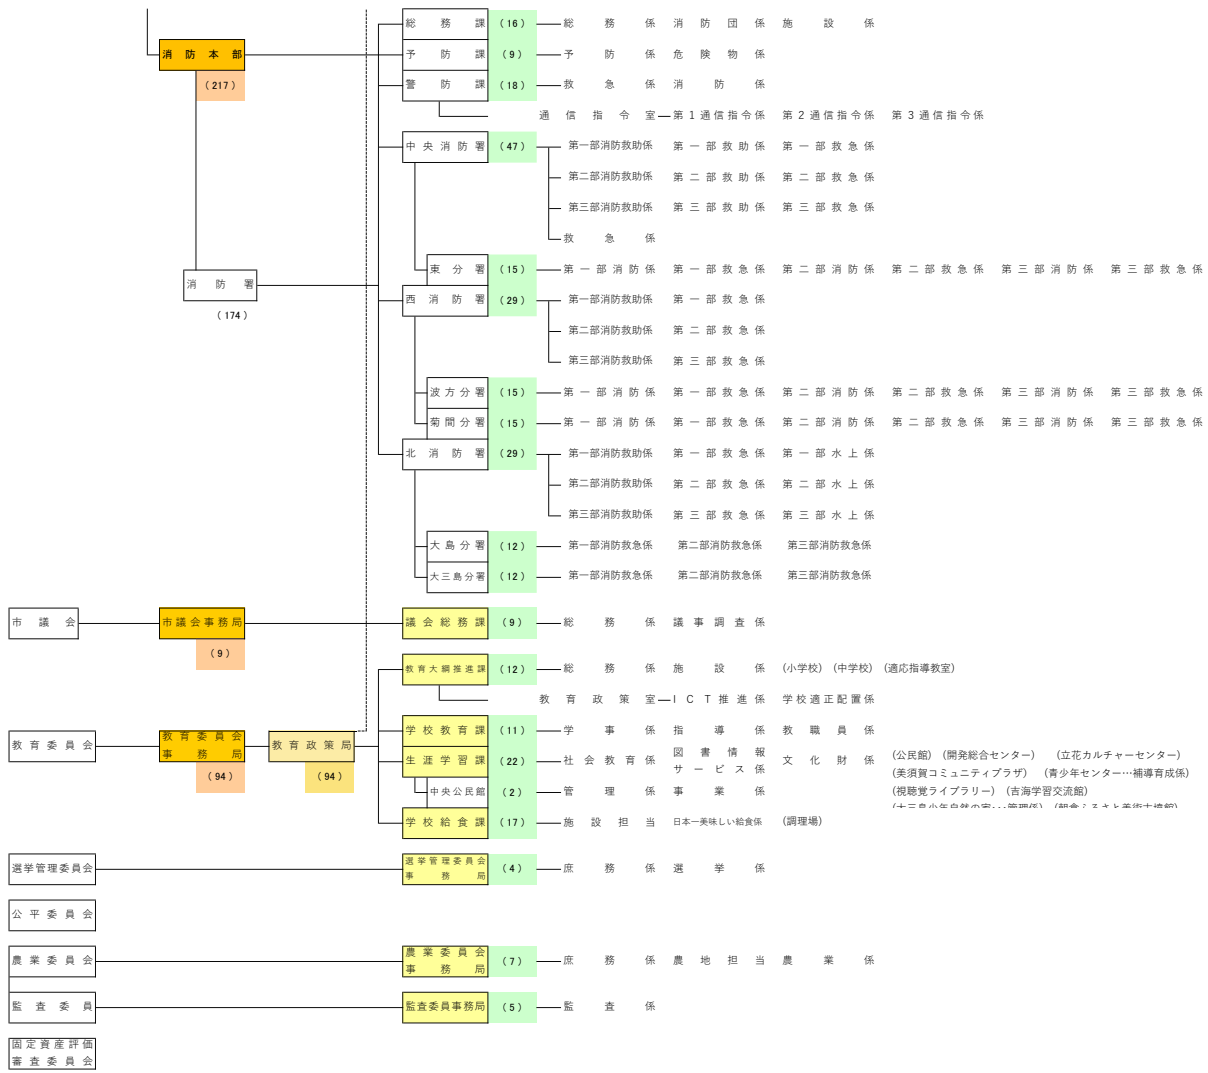 総務課 (16) 総務係 消防団係 施設係
消防本部 予防課 (9) 予防係 危険物係
(217) 警防課 (18) 救急係 消防係
通信指令室 第1通信指令係 第2通信指令係 第3通信指令係
中央消防署 (47) 第一部消防救助係 第一部救助係 第一部救急係
第二部消防救助係 第二部救助係 第二部救急係
第三部消防救助係 第三部救助係 第三部救急係
救急係
東分署 (15) 第一部消防係 第一部救急係 第二部消防係 第二部救急係 第三部消防係 第三部救急係
消防署 西消防署 (29) 第一部消防救助係 第一部救急係
(174)
第二部消防救助係 第二部救急係
第三部消防救助係 第三部救急係
波方分署 (15) 第一部消防係 第一部救急係 第二部消防係 第二部救急係 第三部消防係 第三部救急係
菊間分署 (15) 第一部消防係 第一部救急係 第二部消防係 第二部救急係 第三部消防係 第三部救急係
北消防署 (29) 第一部消防救助係 第一部救急係 第一部水上係
第二部消防救助係 第二部救急係 第二部水上係
第三部消防救助係 第三部救急係 第三部水上係
大島分署 (12) 第一部消防救急係 第二部消防救急係 第三部消防救急係
大三島分署 (12) 第一部消防救急係 第二部消防救急係 第三部消防救急係
市議会 市議会事務局 議会総務課 (9) 総務係 議事調査係
(9)
教育大綱推進課 (12) 総務係 施設係 (小学校) (中学校) (適応指導教室)
教育政策室 ICT推進係 学校適正配置係
学校教育課 (11) 学事係 指導係 教職員係
教育委員会 教育委員会
事務局 教育政策局
(94) (94)
生涯学習課 (22) 社会教育係 図書情報
サービス係 文化財係
(公民館) (開発総合センター) (立花カルチャーセンター)
(美須賀コミュニティプラザ) (青少年センター…補導育成係)
(視聴覚ライブラリー) (吉海学習交流館)
(大三島少年自然の家…管理係) (朝倉ふるさと美術古墳館)
中央公民館 (2) 管理係 事業係
学校給食課 (17) 施設担当 日本一美味しい給食係 (調理場)
選挙管理委員会 選挙管理委員会
事務局 (4) 庶務係 選挙係
公平委員会
農業委員会 農業委員会
事務局 (7) 庶務係 農地担当 農業係
監査委員 監査委員事務局 (5) 監査係
固定資産評価
審査委員会